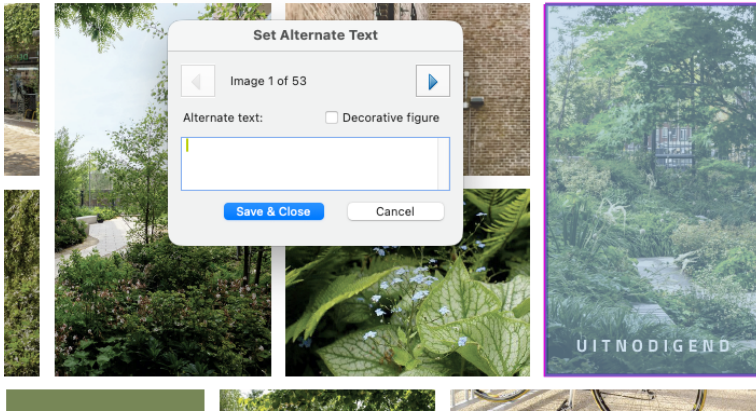 Set Alternate Text
Image 1 of 53
Alternate text:
Decorative figure
Save & Close
Cancel
UITNODIGEND